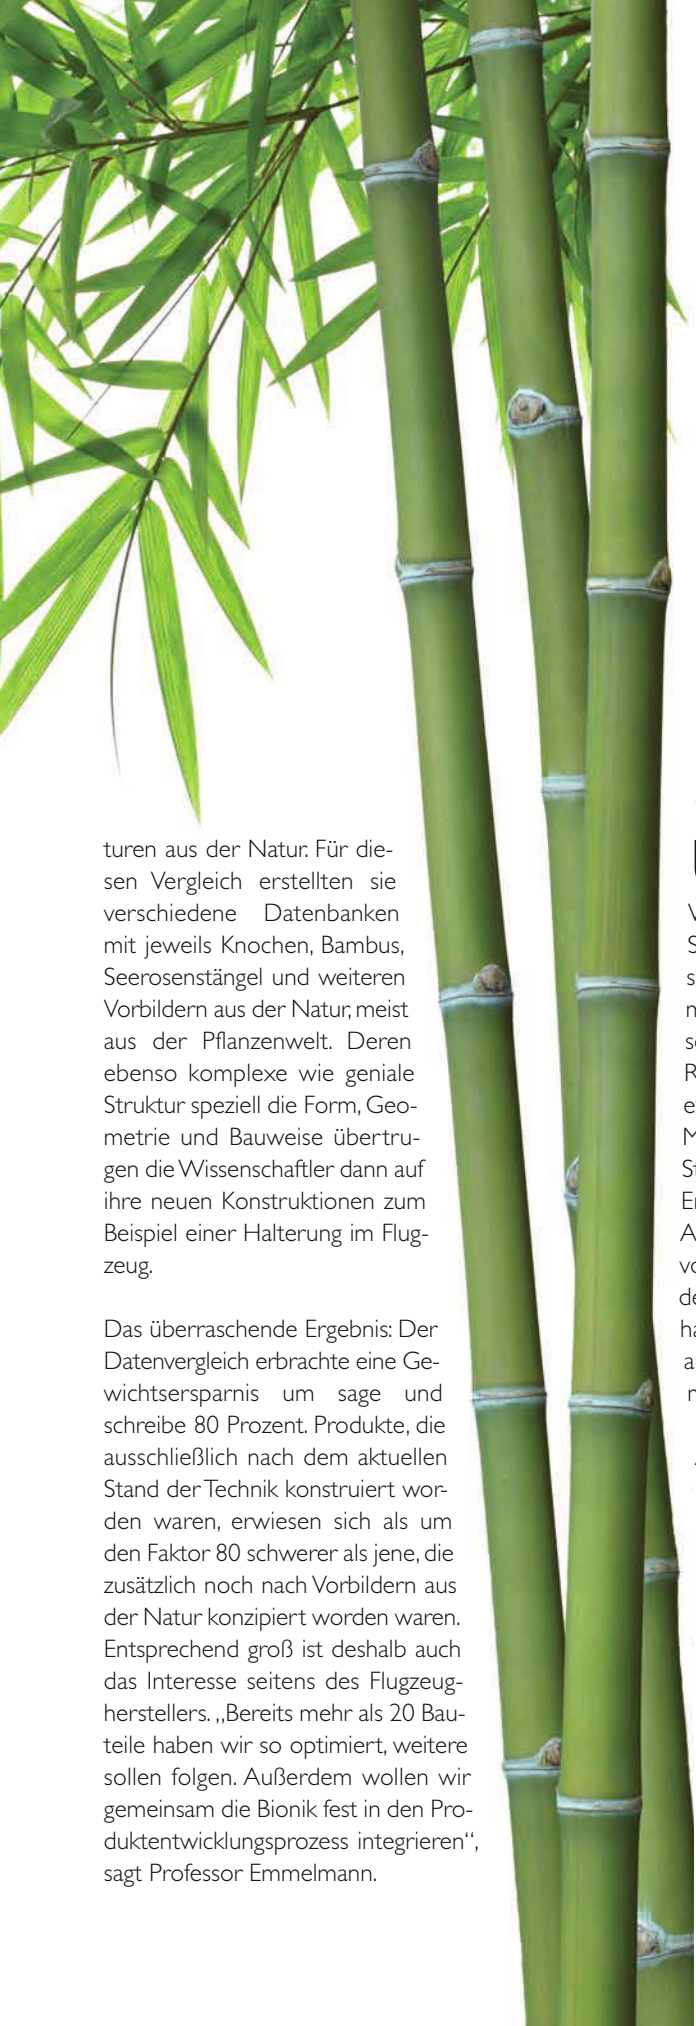 turen aus der Natur. Für die-
sen Vergleich erstellten sie
verschiedene Datenbanken
mit jeweils Knochen, Bambus,
Seerosenstängel und weiteren
Vorbildern aus der Natur, meist
aus der Pflanzenwelt. Deren
ebenso komplexe wie geniale
Struktur speziell die Form, Geo-
metrie und Bauweise übertru-
gen die Wissenschaftler dann auf
ihre neuen Konstruktionen zum
Beispiel einer Halterung im Flug-
zeug.
Das überraschende Ergebnis: Der
Datenvergleich erbrachte eine Ge-
wichtsersparnis um sage und
schreibe 80 Prozent. Produkte, die
ausschließlich nach dem aktuellen
Stand der Technik konstruiert wor-
den waren, erwiesen sich als um
den Faktor 80 schwerer als jene, die
zusätzlich noch nach Vorbildern aus
der Natur konzipiert worden waren.
Entsprechend groß ist deshalb auch
das Interesse seitens des Flugzeug-
herstellers. „Bereits mehr als 20 Bau-
teile haben wir so optimiert, weitere
sollen folgen. Außerdem wollen wir
gemeinsam die Bionik fest in den Pro-
duktentwicklungsprozess integrieren“,
sagt Professor Emmelmann.